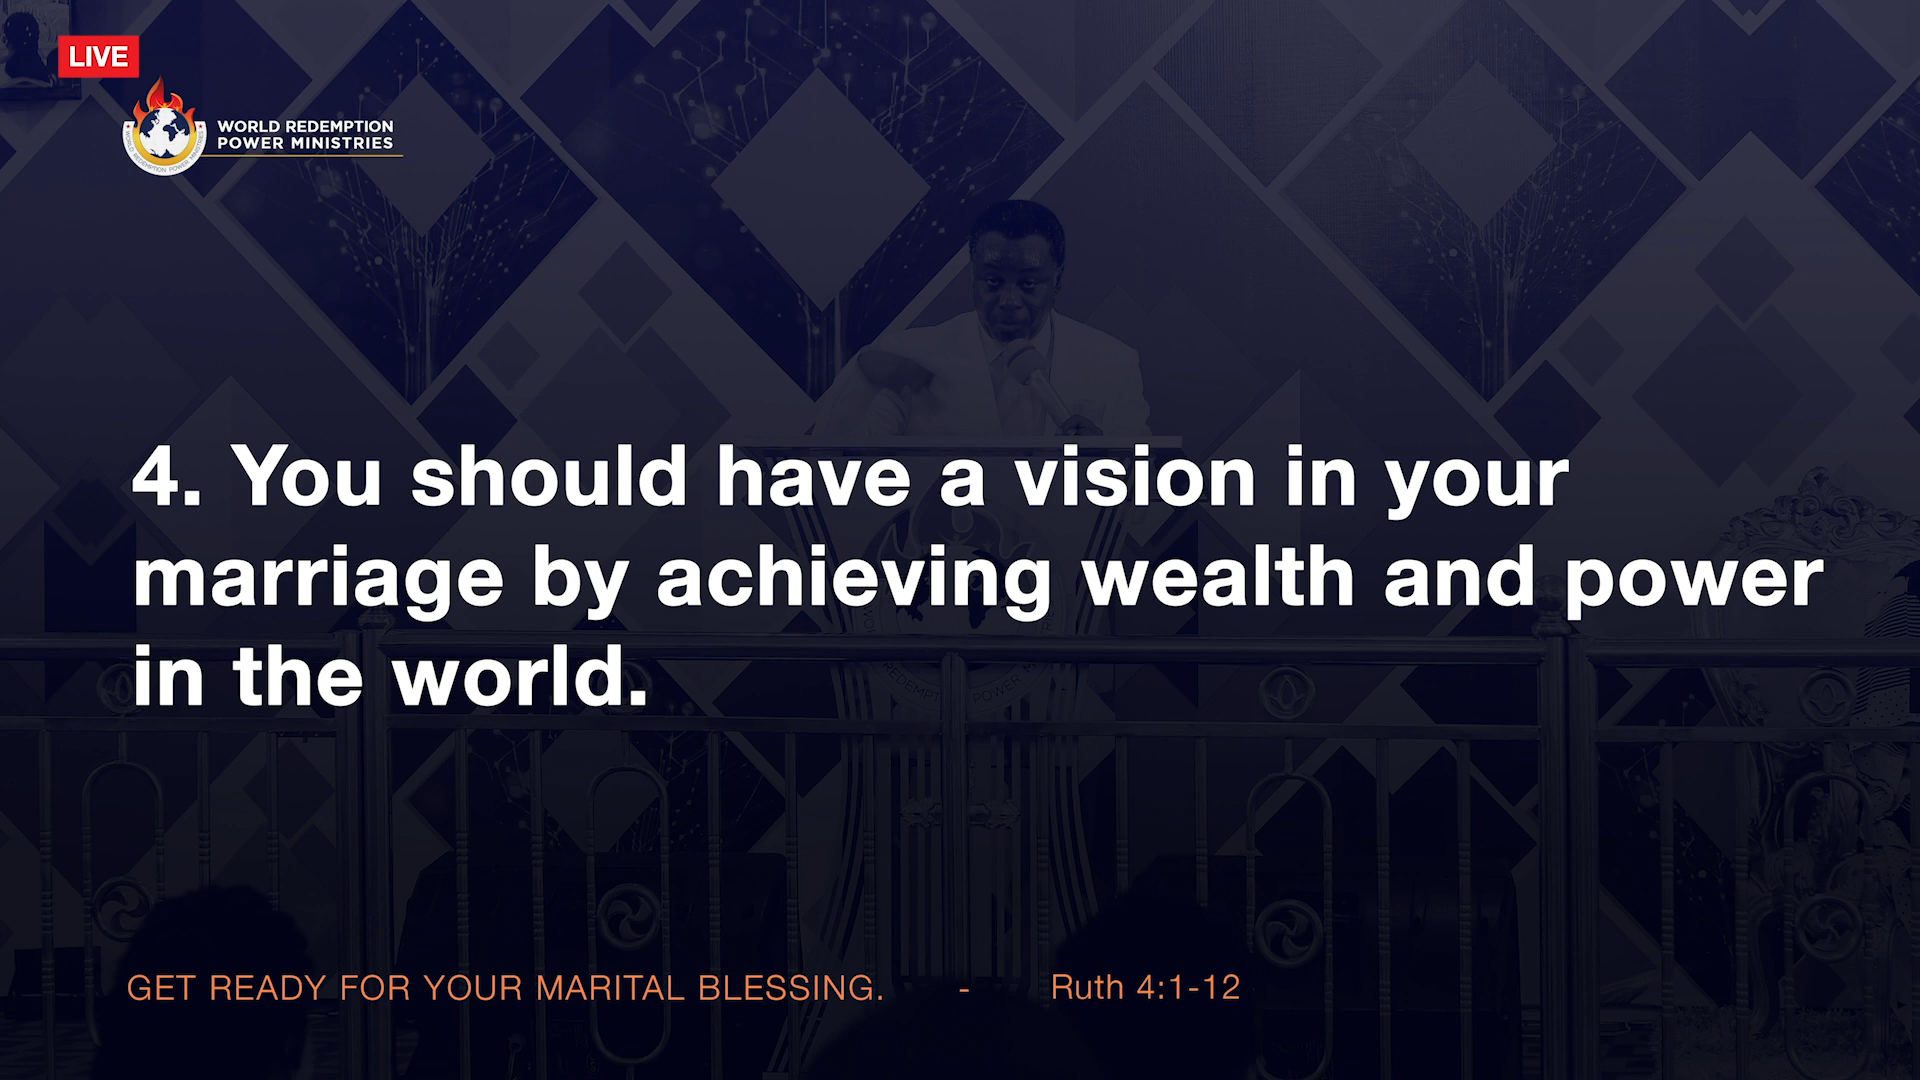 LIVE
WORLD REDEMPTION
POWER MINISTRIES
4. You should have a vision in your
marriage by achieving wealth and power
in the world.
GET READY FOR YOUR MARITAL BLESSING. - Ruth 4:1-12